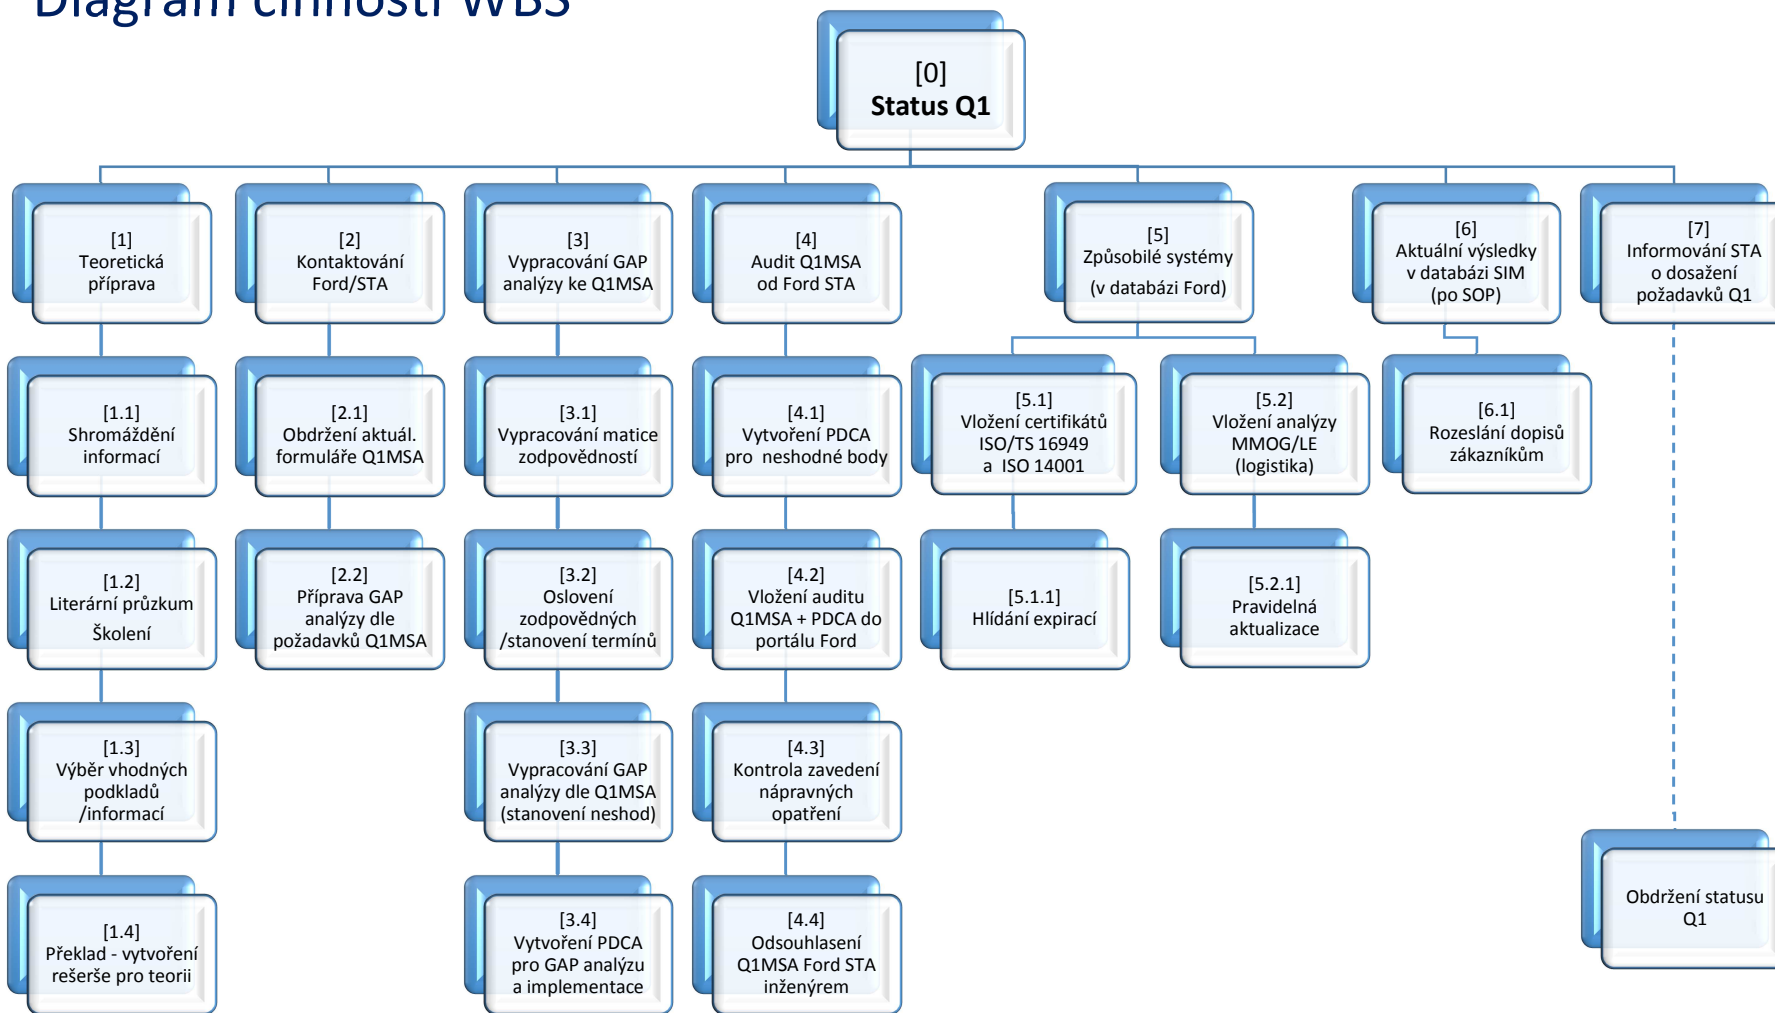 Diagram činností WBS
[0]
Status Q1
[1]
Teoretická
příprava
[2]
Kontaktování
Ford/STA
[3]
Vypracování GAP
analýzy ke Q1MSA
[4]
Audit Q1MSA
od Ford STA
[5]
Způsobilé systémy
(v databázi Ford)
[6]
Aktuální výsledky
v databázi SIM
(po SOP)
[7]
Informování STA
o dosažení
požadavků Q1
[1.1]
Shromáždění
informací
[2.1]
Obdržení aktuál.
formuláře Q1MSA
[3.1]
Vypracování matice
zodpovědností
[4.1]
Vytvoření PDCA
pro neshodné body
[5.1]
Vložení certifikátů
ISO/TS 16949
a ISO 14001
[5.2]
Vložení analýzy
MMOG/LE
(logistika)
[6.1]
Rozeslání dopisů
zákazníkům
[1.2]
Literární průzkum
Školení
[2.2]
Příprava GAP
analýzy dle
požadavků Q1MSA
[3.2]
Oslovení
zodpovědných
/stanovení termínů
[4.2]
Vložení auditu
Q1MSA + PDCA do
portálu Ford
[5.1.1]
Hlídání expirací
[5.2.1]
Pravidelná
aktualizace
[1.3]
Výběr vhodných
podkladů
/informací
[3.3]
Vypracování GAP
analýzy dle Q1MSA
(stanovení neshod)
[4.3]
Kontrola zavedení
nápravných
opatření
[1.4]
Překlad - vytvoření
rešerše pro teorii
[3.4]
Vytvoření PDCA
pro GAP analýzu
a implementace
[4.4]
Odsouhlasení
Q1MSA Ford STA
inženýrem
Obdržení statusu
Q1